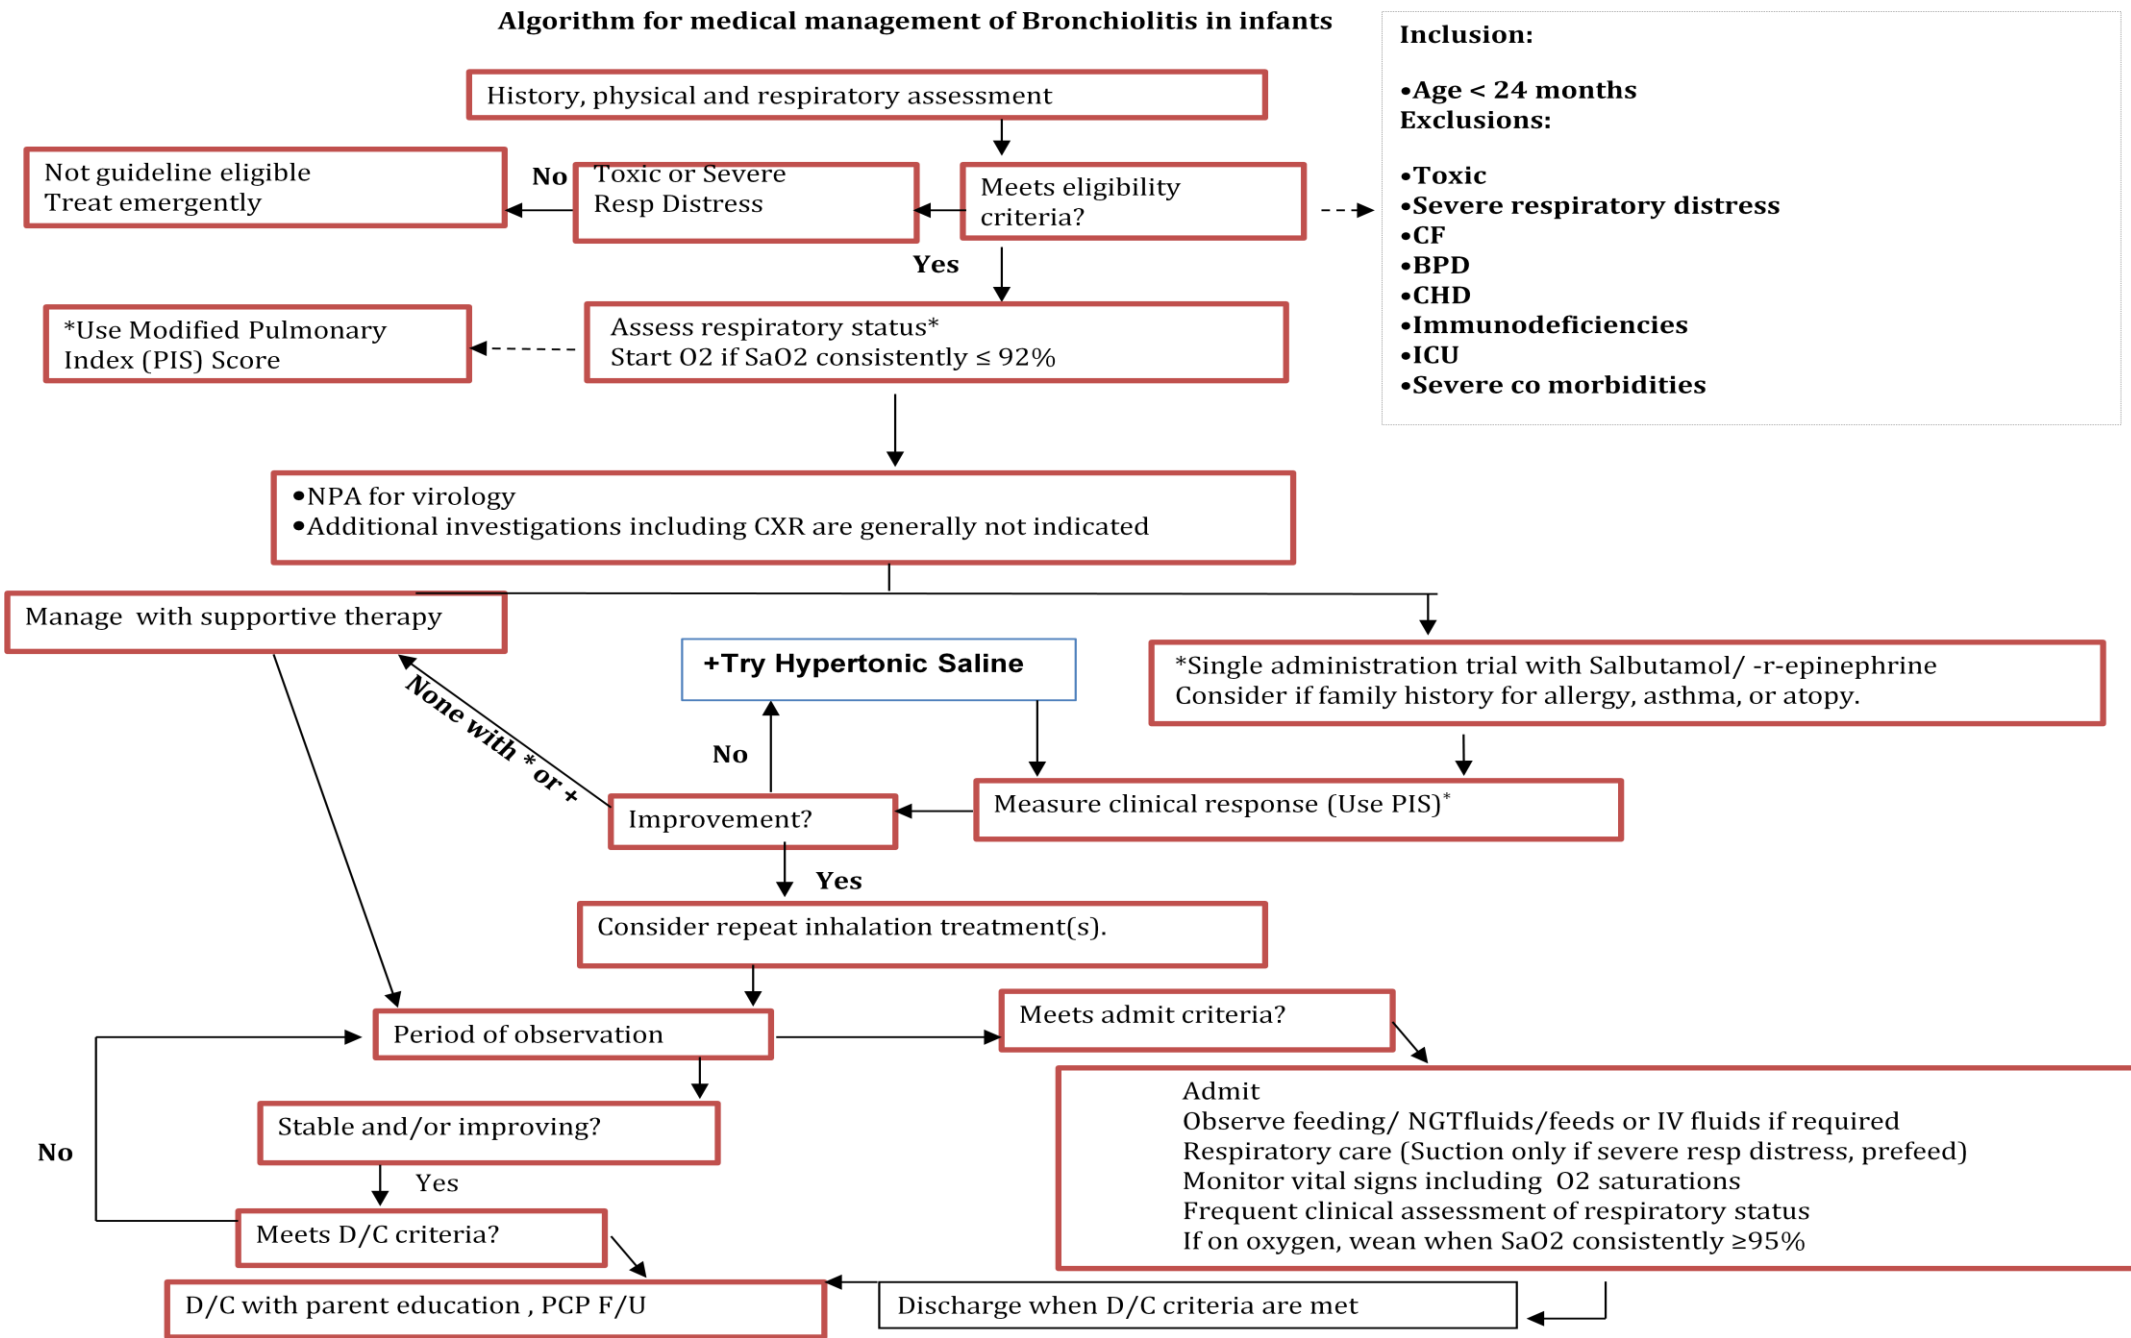 Algorithm for medical management of Bronchiolitis in infants
Inclusion:
•Age < 24 months
Exclusions:
•Toxic
•Severe respiratory distress
•CF
•BPD
•CHD
•Immunodeficiencies
•ICU
•Severe co morbidities
History, physical and respiratory assessment
Not guideline eligible
Treat emergently
No
Toxic or Severe
Resp Distress
Meets eligibility
criteria?
Yes
*Use Modified Pulmonary
Index (PIS) Score
Assess respiratory status*
Start O2 if SaO2 consistently ≤ 92%
•NPA for virology
•Additional investigations including CXR are generally not indicated
Manage with supportive therapy
+Try Hypertonic Saline
*Single administration trial with Salbutamol/ -r-epinephrine
Consider if family history for allergy, asthma, or atopy.
None with * or +
No
Improvement?
Measure clinical response (Use PIS)*
Yes
Consider repeat inhalation treatment(s).
Period of observation
Meets admit criteria?
Stable and/or improving?
No
Yes
Meets D/C criteria?
Admit
Observe feeding/ NGTfluids/feeds or IV fluids if required
Respiratory care (Suction only if severe resp distress, prefeed)
Monitor vital signs including O2 saturations
Frequent clinical assessment of respiratory status
If on oxygen, wean when SaO2 consistently ≥95%
D/C with parent education , PCP F/U
Discharge when D/C criteria are met